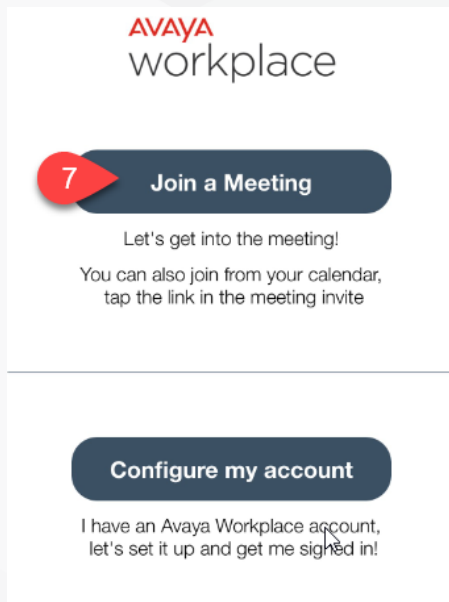 AVAYA
workplace
7
Join a Meeting
Let's get into the meeting!
You can also join from your calendar,
tap the link in the meeting invite
Configure my account
I have an Avaya Workplace account,
let's set it up and get me signed in!